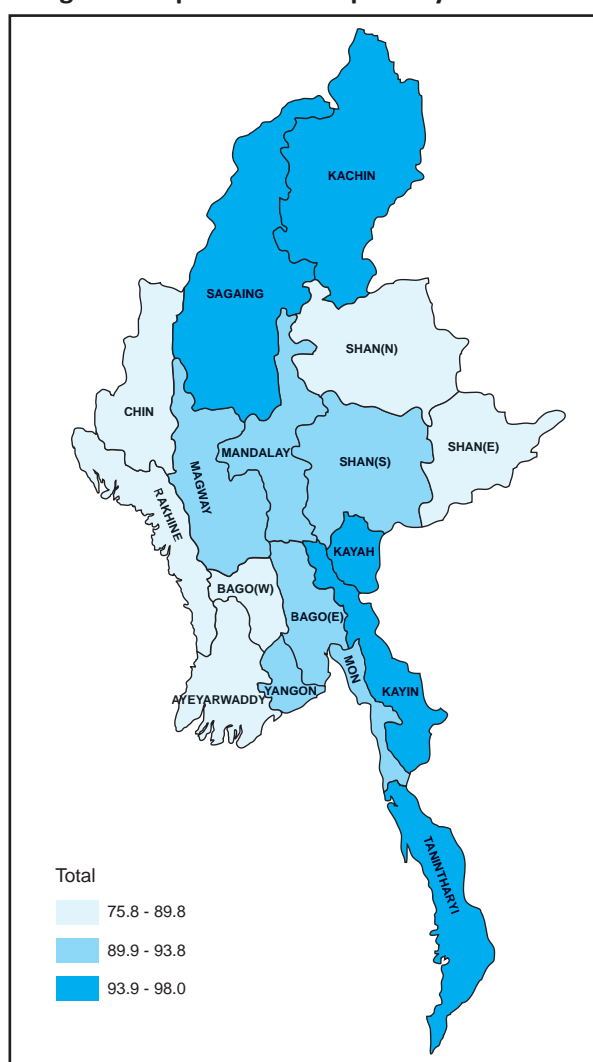 KACHIN
SAGAING
SHAN(N)
CHIN
MANDALAY
SHAN(S)
SHAN(E)
MAGWAY
RAKHINE
KAYAH
BAGO(W)
BAGO(E)
MON
YANGON
KAYIN
AYEYARWADDY
TANINTHARYI
Total
75.8 - 89.8
89.9 - 93.8
93.9 - 98.0